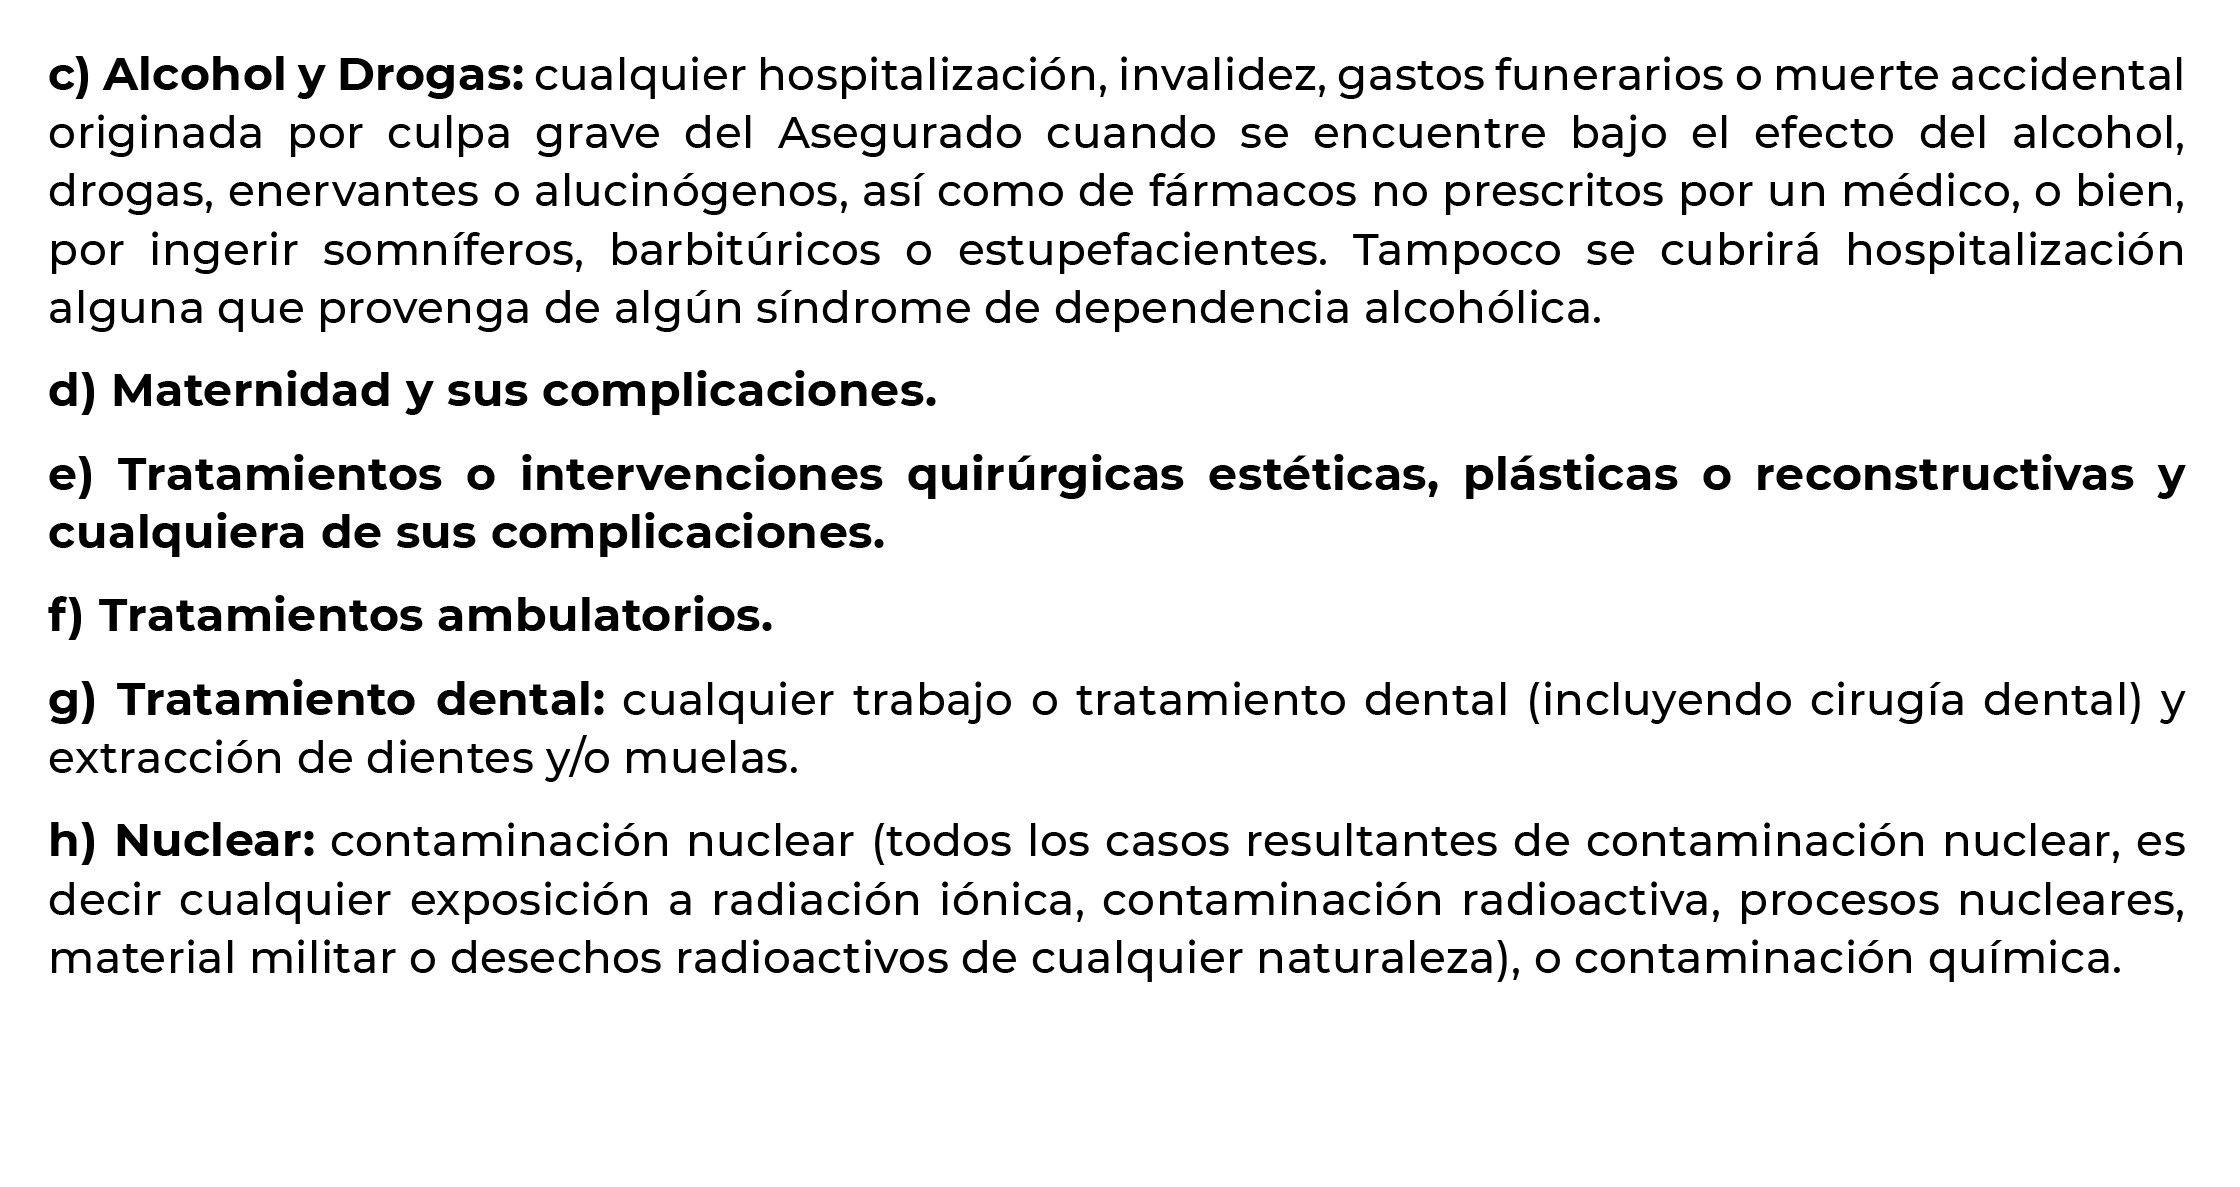 c) Alcohol y Drogas: cualquier hospitalización, invalidez, gastos funerarios o muerte accidental
originada por culpa grave del Asegurado cuando se encuentre bajo el efecto del alcohol,
drogas, enervantes o alucinógenos, así como de fármacos no prescritos por un médico, o bien,
por ingerir somníferos, barbitúricos o estupefacientes. Tampoco se cubrirá hospitalización
alguna que provenga de algún síndrome de dependencia alcohólica.
d) Maternidad y sus complicaciones.
e) Tratamientos o intervenciones quirúrgicas estéticas, plásticas o reconstructivas y
cualquiera de sus complicaciones.
f) Tratamientos ambulatorios.
g) Tratamiento dental: cualquier trabajo o tratamiento dental (incluyendo cirugía dental) y
extracción de dientes y/o muelas.
h) Nuclear: contaminación nuclear (todos los casos resultantes de contaminación nuclear, es
decir cualquier exposición a radiación iónica, contaminación radioactiva, procesos nucleares,
material militar o desechos radioactivos de cualquier naturaleza), o contaminación química.